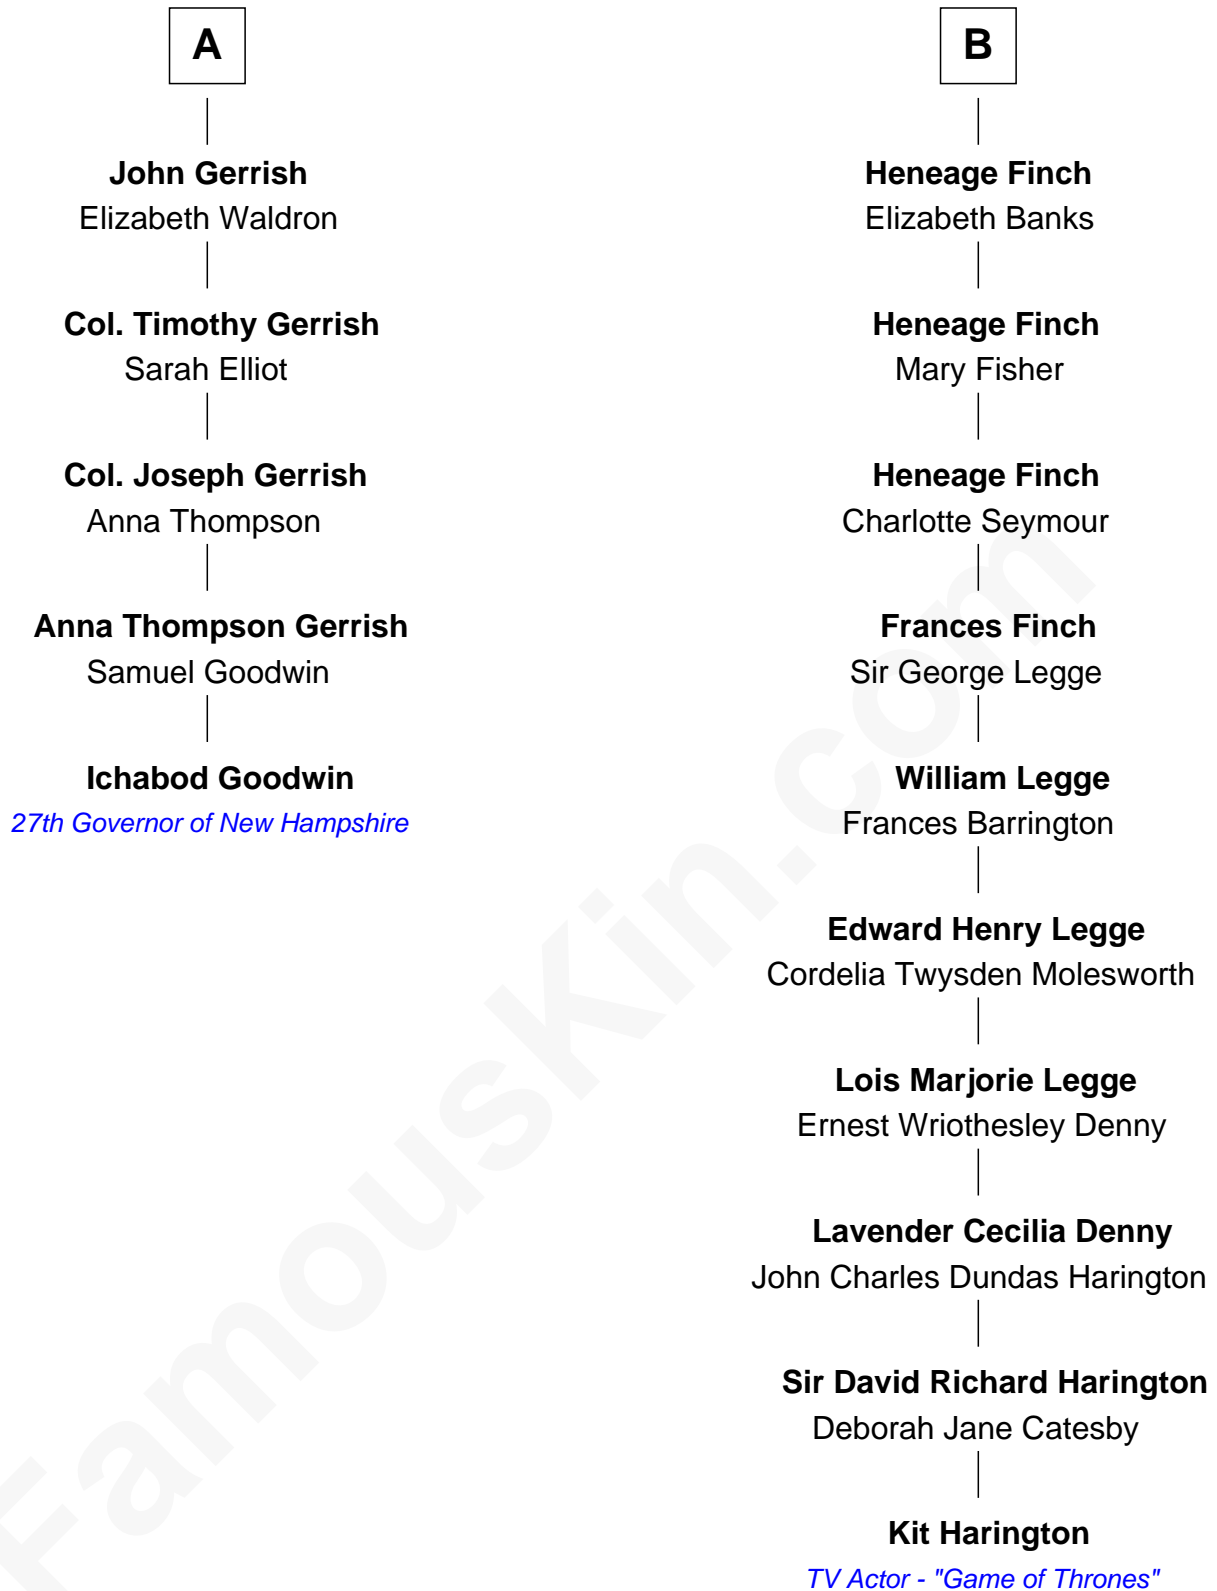 A
John Gerrish
Elizabeth Waldron
Col. Timothy Gerrish
Sarah Elliot
Col. Joseph Gerrish
Anna Thompson
Anna Thompson Gerrish
Samuel Goodwin
Ichabod Goodwin
27th Governor of New Hampshire
B
Heneage Finch
Elizabeth Banks
Heneage Finch
Mary Fisher
Heneage Finch
Charlotte Seymour
Frances Finch
Sir George Legge
William Legge
Frances Barrington
Edward Henry Legge
Cordelia Twysden Molesworth
Lois Marjorie Legge
Ernest Wriothesley Denny
Lavender Cecilia Denny
John Charles Dundas Harington
Sir David Richard Harington
Deborah Jane Catesby
Kit Harington
TV Actor - "Game of Thrones"
FamousKin.com